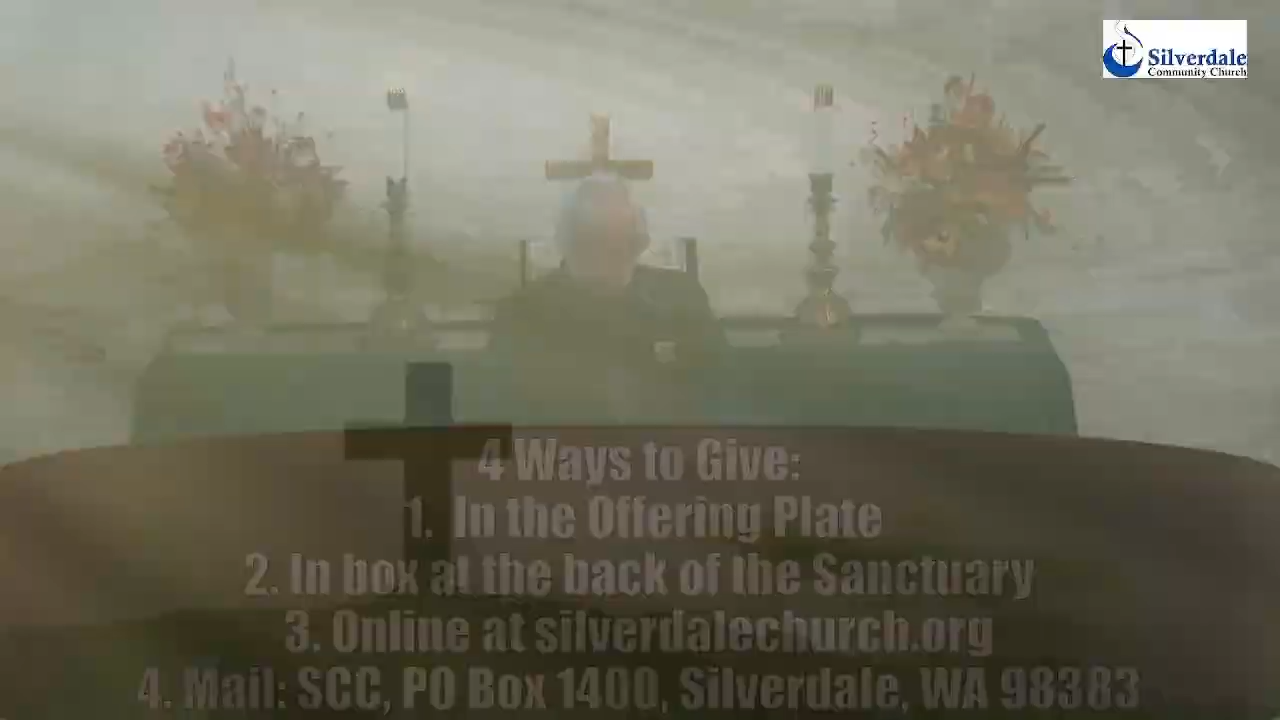 Silverdale
Community Church
4 Ways to Give:
1. In the Offering Plate
2. In box at the back of the Sanctuary
3. Online at silverdalechurch.org
4. Mail: SCC, PO Box 1400, Silverdale, WA 98383